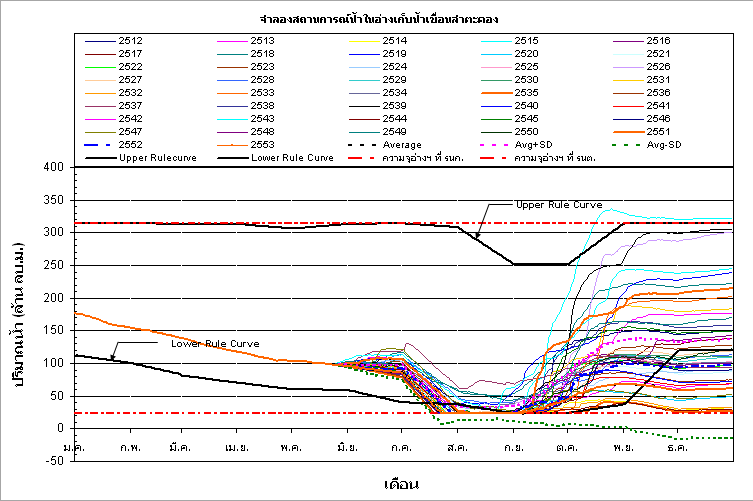 จำลองสถานการณ์น้ำในอ่างเก็บน้ำเขื่อนลำตะคอง
2512 2513 2514 2515 2516
2517 2518 2519 2520 2521
2522 2523 2524 2525 2526
2527 2528 2529 2530 2531
2532 2533 2534 2535 2536
2537 2538 2539 2540 2541
2542 2543 2544 2545 2546
2547 2548 2549 2550 2551
2552 2553 Average Avg+SD Avg-SD
Upper Rulecurve Lower Rule Curve ความจุอ่างฯ ที่ รนก. ความจุอ่างฯ ที่ รนต.
400
350
Upper Rule Curve
300
250
200
150
Lower Rule Curve
100
50
0
-50
ปริมาณน้ำ (ล้าน ลบ.ม.)
ม.ค. ก.พ. มี.ค. เม.ย. พ.ค. มิ.ย. ก.ค. ส.ค. ก.ย. ต.ค. พ.ย. ธ.ค.
เดือน